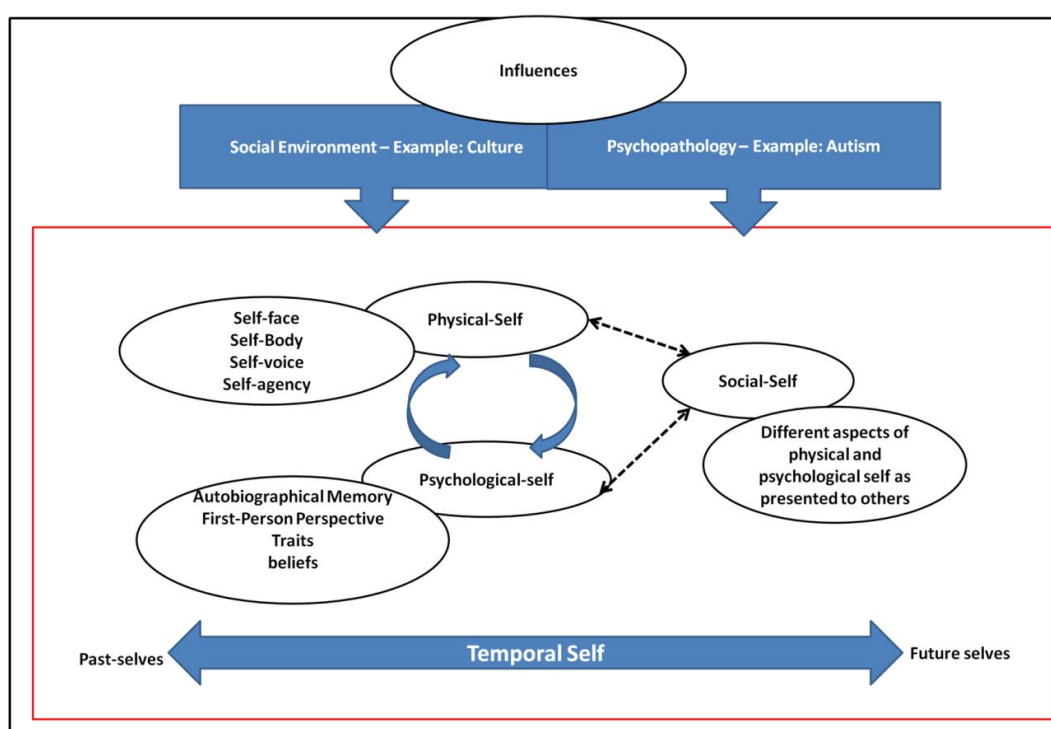 Influences
Social Environment – Example: Culture
Psychopathology – Example: Autism
Self-face
Self-Body
Self-voice
Self-agency
Physical-Self
Social-Self
Different aspects of
physical and
psychological self as
presented to others
Psychological-self
Autobiographical Memory
First-Person Perspective
Traits
beliefs
Past-selves
Temporal Self
Future selves